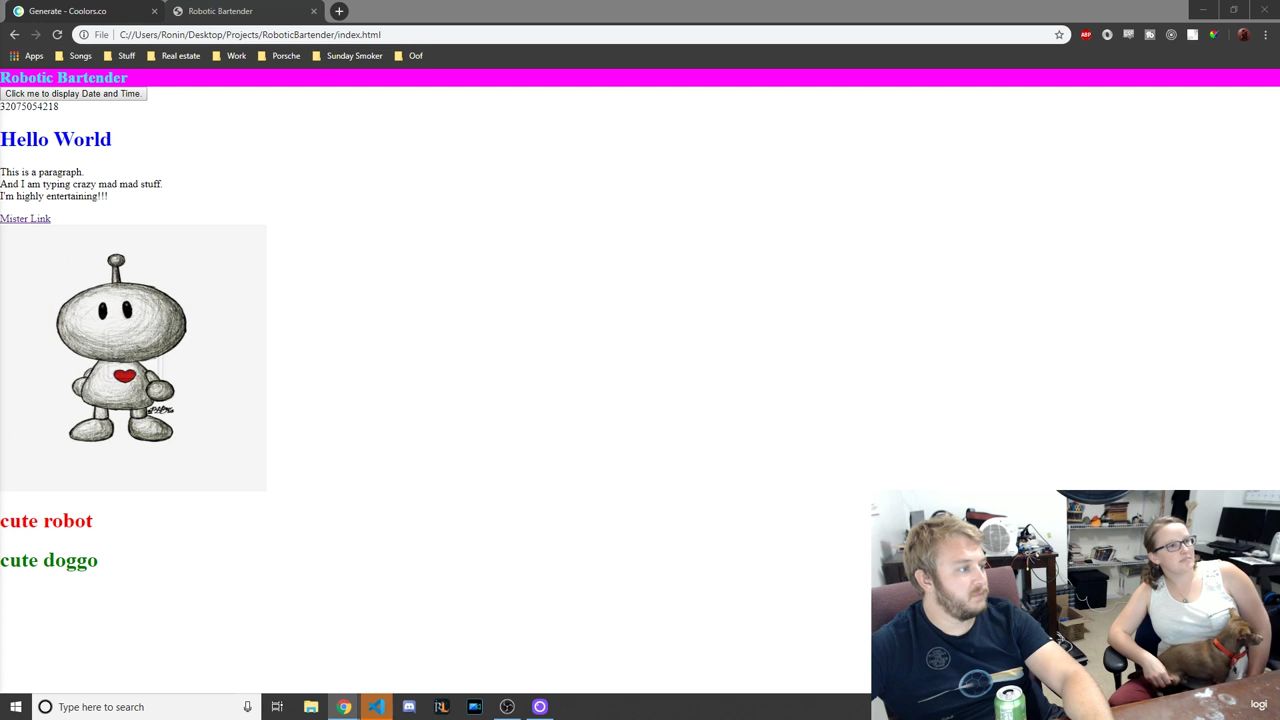 Generate - Coolors.co
Robotic Bartender
File
C://Users/Ronin/Desktop/Projects/RoboticBartender/index.html
ABP
Apps
Songs
Stuff
Real estate
Work
Porsche
Sunday Smoker
Oof
Robotic Bartender
Click me to display Date and Time.
32075054218
Hello World
This is a paragraph.
And I am typing crazy mad mad stuff.
I'm highly entertaining!!!
Mister Link
cute robot
cute doggo
Type here to search
logi